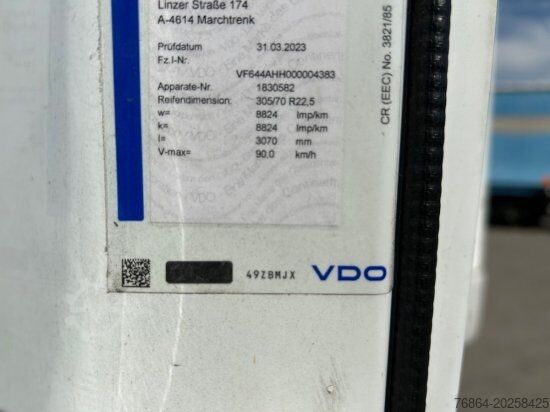 Linzer Straße 174
A-4614 Marchtrenk
Prüfdatum 31.03.2023
Fz.I-Nr.
VF644AHH000004383
Apparate-Nr. 1830582
Reifendimension: 305/70 R22,5
w= 8824 Imp/km
k= 8824 Imp/km
l= 3070 mm
V-max= 90,0 km/h
CR (EEC) No. 3821/85
49ZBMJX VDO
76864-20258425